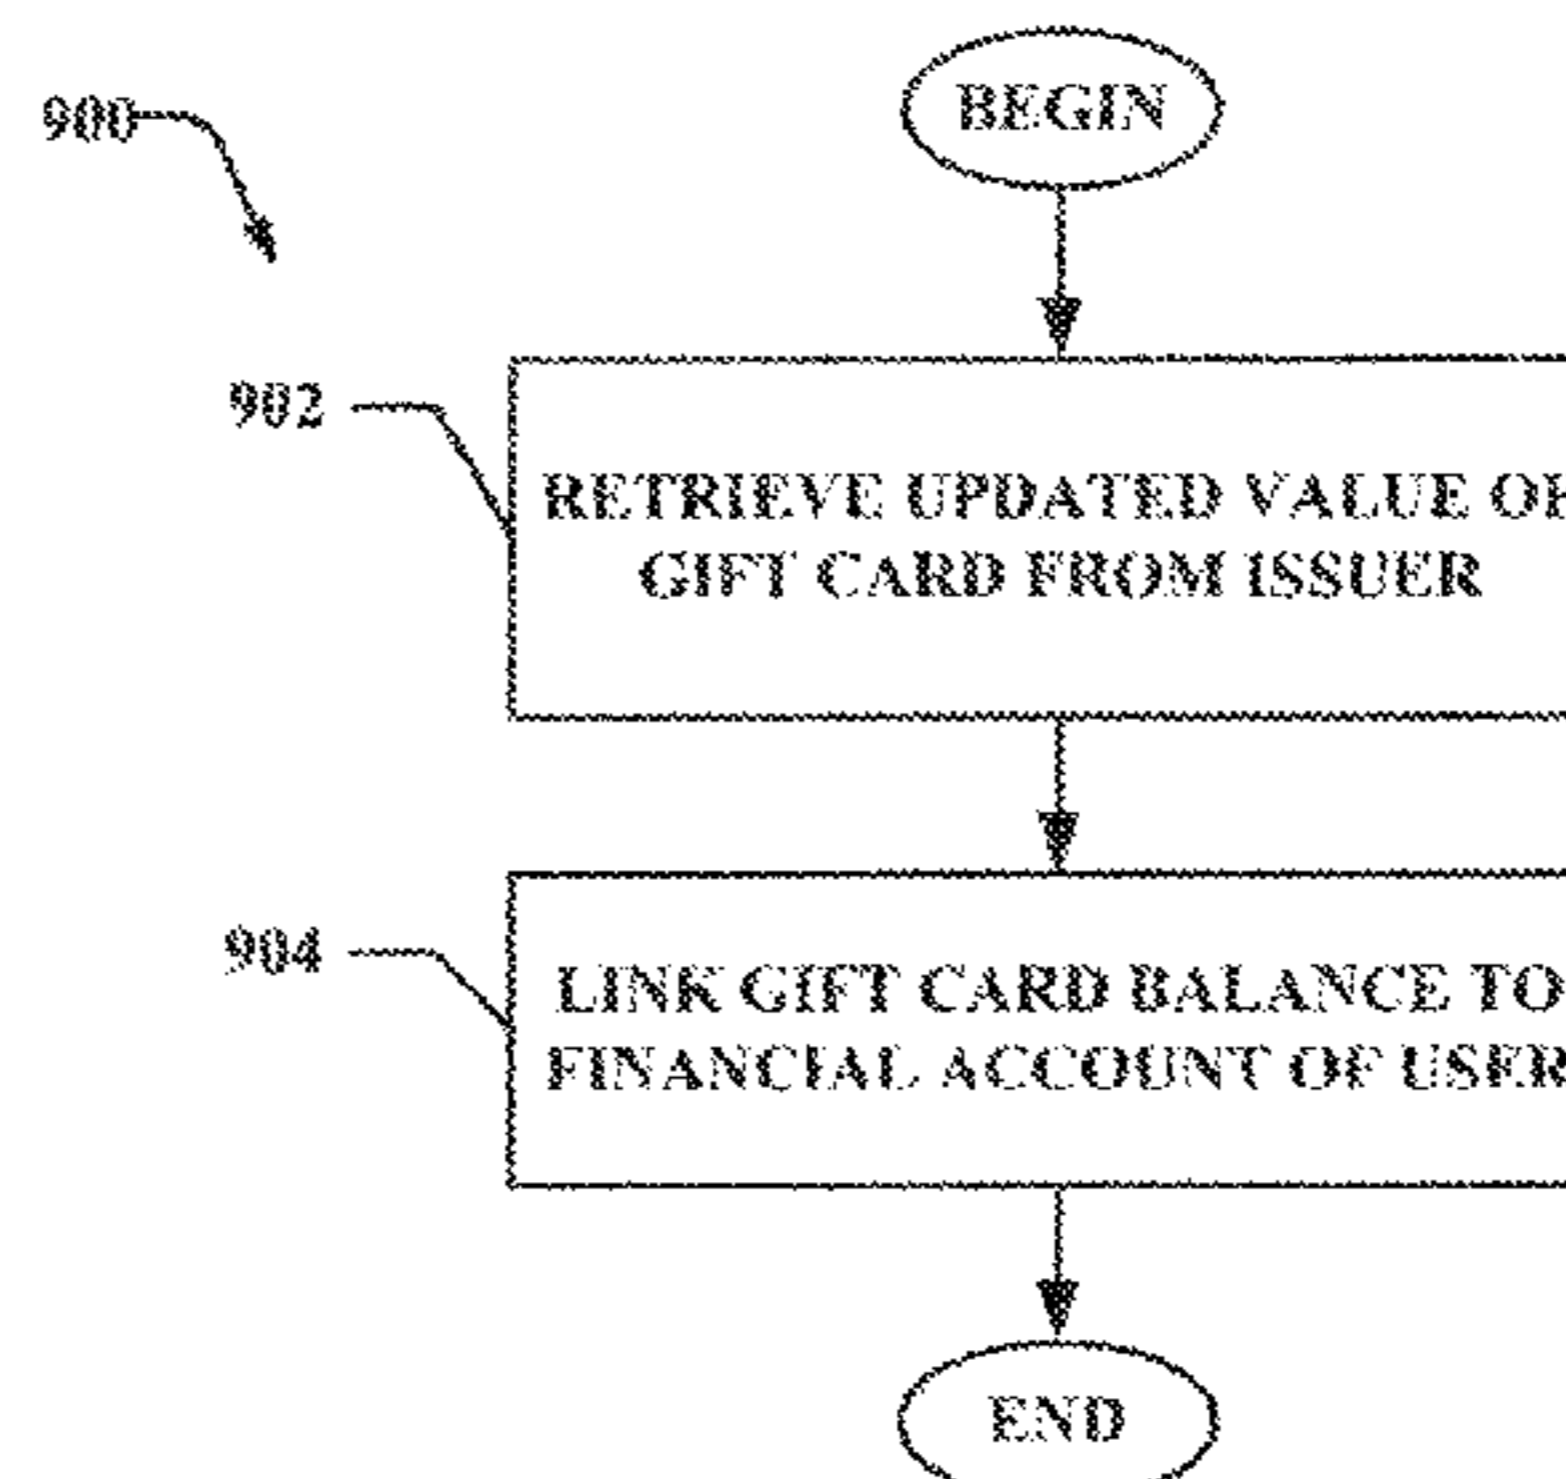 900
BEGIN
902
RETRIEVE UPDATED VALUE OF
GIFT CARD FROM ISSUER
904
LINK GIFT CARD BALANCE TO
FINANCIAL ACCOUNT OF USER
END